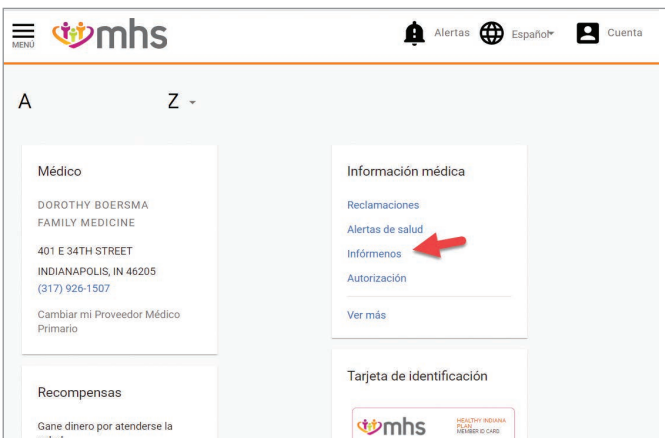 MENÚ
mhs
Alertas
Español
Cuenta
A Z
Médico
DOROTHY BOERSMA
FAMILY MEDICINE
401 E 34TH STREET
INDIANAPOLIS, IN 46205
(317) 926-1507
Cambiar mi Proveedor Médico
Primario
Recompensas
Gane dinero por atenderse la
Información médica
Reclamaciones
Alertas de salud
Infórmenos
Autorización
Ver más
Tarjeta de identificación
mhs
HEALTHY INDIANA
PLAN
MEMBER ID CARD